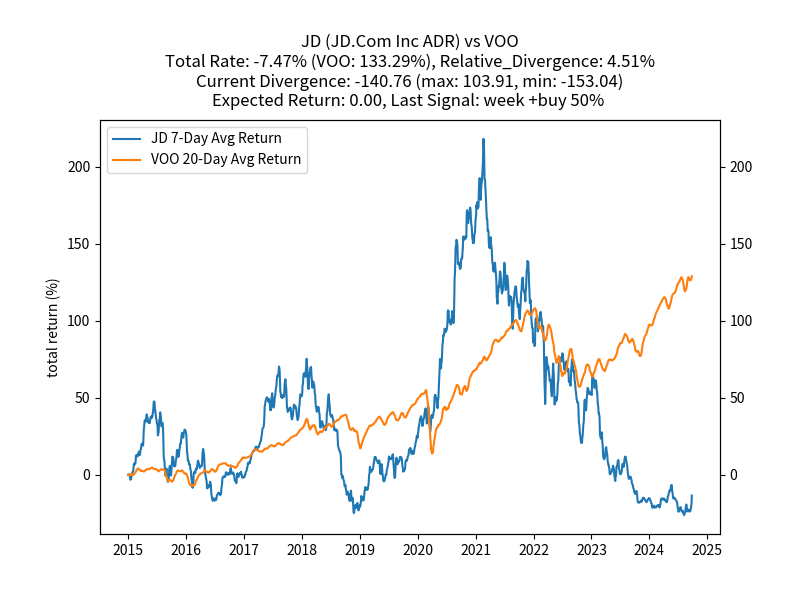 JD (JD.Com Inc ADR) vs VOO
Total Rate: -7.47% (VOO: 133.29%), Relative_Divergence: 4.51%
Current Divergence: -140.76 (max: 103.91, min: -153.04)
Expected Return: 0.00, Last Signal: week +buy 50%
JD 7-Day Avg Return
VOO 20-Day Avg Return
total return (%)
200
150
100
50
0
200
150
100
50
0
2015 2016 2017 2018 2019 2020 2021 2022 2023 2024 2025